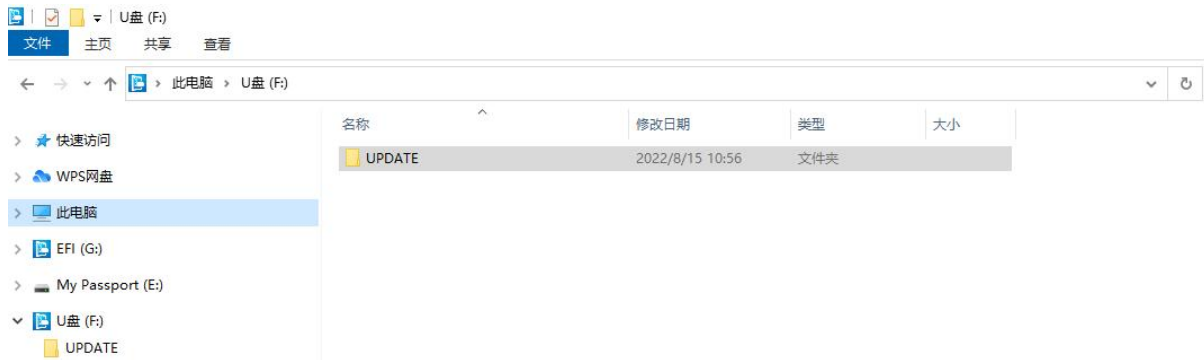 U盘 (F:)
文件 主页 共享 查看
此电脑 U盘 (F:)
名称 修改日期 类型 大小
快速访问
UPDATE 2022/8/15 10:56 文件夹
WPS网盘
此电脑
EFI (G:)
My Passport (E:)
U盘 (F:)
UPDATE